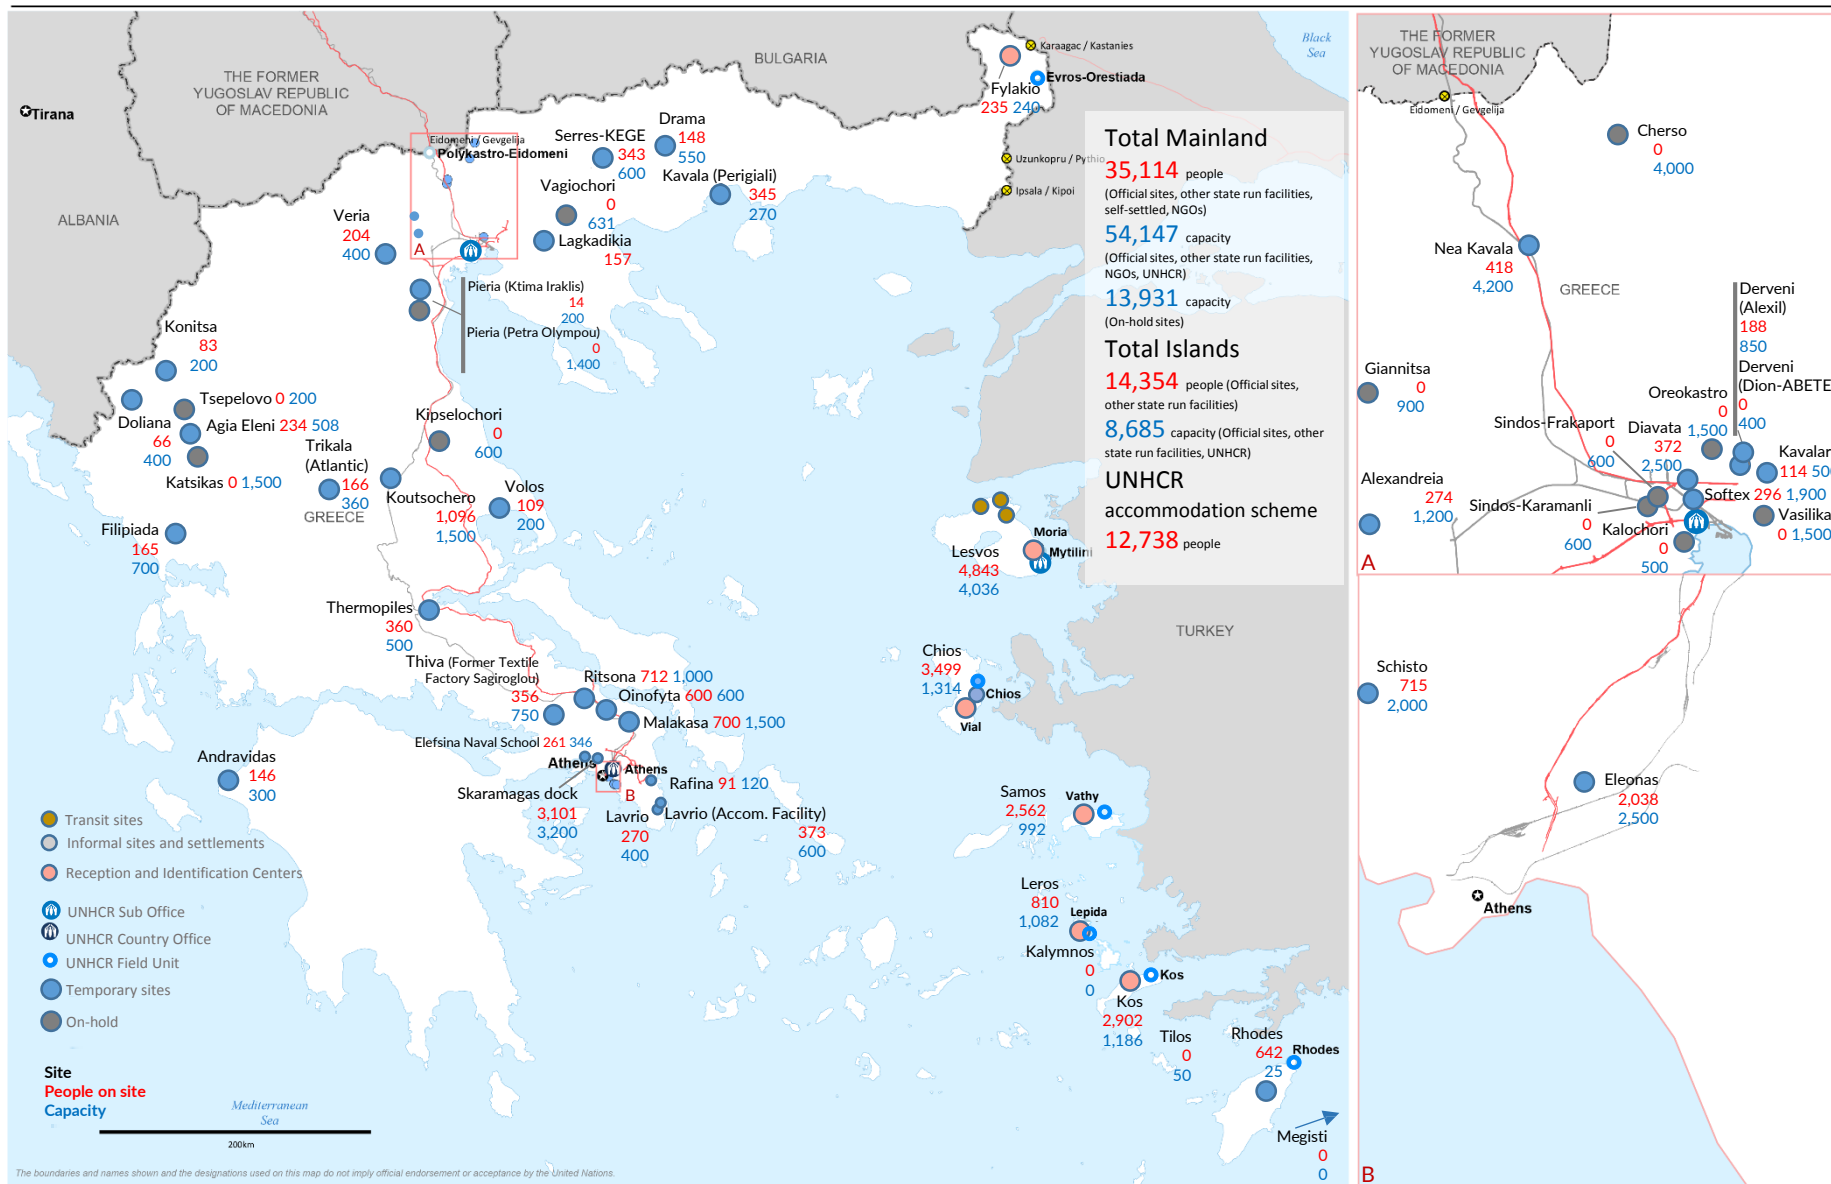 BULGARIA
Black
Sea
Karaagac / Kastanies
Evros-Orestiada
Fylakio
235 240
THE FORMER
YUGOSLAV REPUBLIC
OF MACEDONIA
Tirana
ALBANIA
Eidomeni / Gevgelija
Polykastro-Eidomeni
Serres-KEGE
343
600
Drama
148
550
Vagiochori
0
631
Kavala (Perigiali)
345
270
Uzunkopru / Pythio
Ipsala / Kipoi
Veria
204
400
A
Lagkadikia
157
Pieria (Ktima Iraklis)
14
200
Pieria (Petra Olympou)
0
1,400
Konitsa
83
200
Tsepelovo 0 200
Doliana
66
400
Agia Eleni 234 508
Katsikas 0 1,500
Trikala
(Atlantic)
166
360
GREECE
Kipselochori
0
600
Koutsochero
1,096
1,500
Volos
109
200
Filipiada
165
700
Thermopiles
360
500
Thiva (Former Textile
Factory Sagiroglou)
356
750
Ritsona 712 1,000
Oinofyta 600 600
Malakasa 700 1,500
Elefsina Naval School 261 346
Athens
Athens
B
Skaramagas dock
3,101
3,200
Rafina 91 120
Lavrio
270
400
Lavrio (Accom. Facility)
373
600
Andravidas
146
300
Total Mainland
35,114 people
(Official sites, other state run facilities,
self-settled, NGOs)
54,147 capacity
(Official sites, other state run facilities,
NGOs, UNHCR)
13,931 capacity
(On-hold sites)
Total Islands
14,354 people (Official sites,
other state run facilities)
8,685 capacity (Official sites, other
state run facilities, UNHCR)
UNHCR
accommodation scheme
12,738 people
Moria
Mytilini
Lesvos
4,843
4,036
TURKEY
Chios
3,499
1,314
Chios
Vial
Samos
2,562
992
Vathy
Leros
810
1,082
Lepida
Kalymnos
0
0
Kos
Kos
2,902
1,186
Tilos
0
50
Rhodes
642
25
Rhodes
Megisti
0
0
Transit sites
Informal sites and settlements
Reception and Identification Centers
UNHCR Sub Office
UNHCR Country Office
UNHCR Field Unit
Temporary sites
On-hold
Site
People on site
Capacity
Mediterranean
Sea
200km
The boundaries and names shown and the designations used on this map do not imply official endorsement or acceptance by the United Nations.
THE FORMER
YUGOSLAV REPUBLIC
OF MACEDONIA
Eidomeni / Gevgelija
Cherso
0
4,000
Nea Kavala
418
4,200
GREECE
Derveni
(Alexil)
188
850
Derveni
(Dion-ABETE
0
400
Giannitsa
0
900
Oreokastro
0
1,500
Sindos-Frakaport
0
600
Diavata
372
2,500
Kavalar
114 50
Alexandreia
274
1,200
Softex 296 1,900
Sindos-Karamanli
0
600
Vasilika
0 1,500
Kalochori
0
500
A
Schisto
715
2,000
Eleonas
2,038
2,500
Athens
B